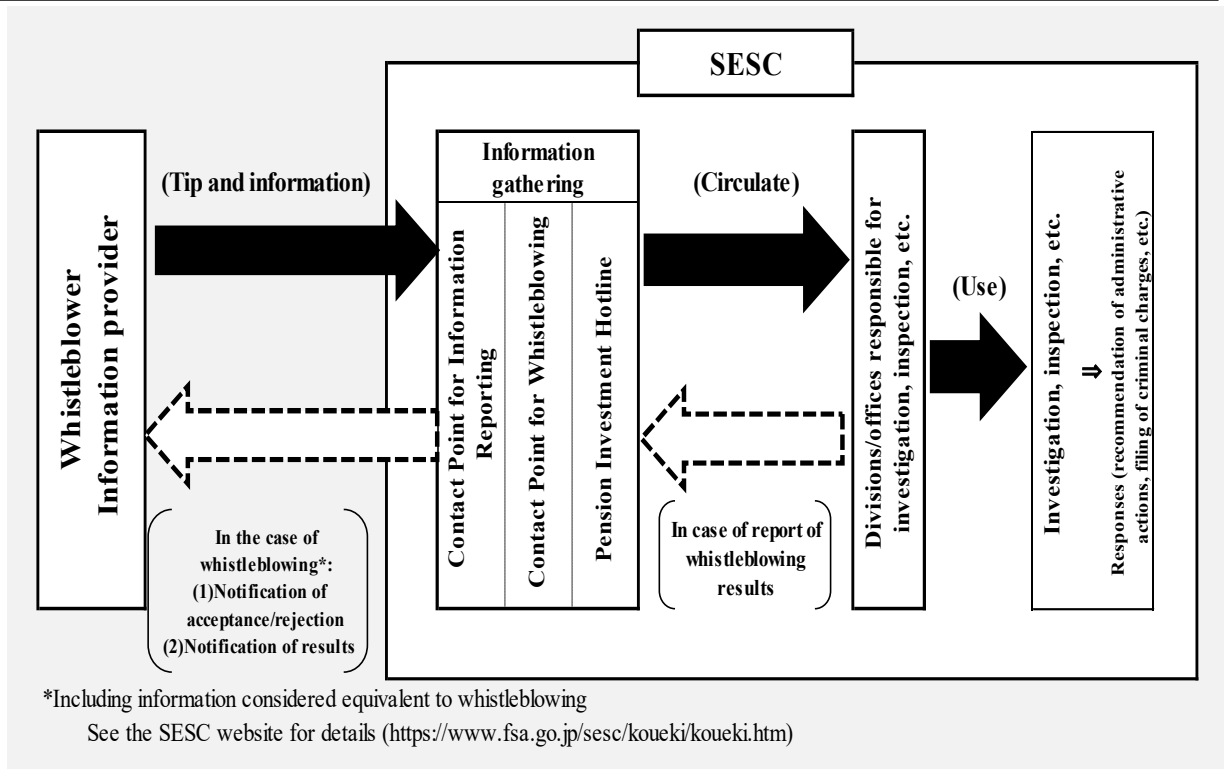 SESC
Whistleblower
Information provider
(Tip and information)
Information
gathering
Contact Point for Information
Reporting
Contact Point for Whistleblowing
Pension Investment Hotline
(Circulate)
Divisions/offices responsible for
investigation, inspection, etc.
(Use)
Investigation, inspection, etc.
⇓
Responses (recommendation of administrative
actions, filing of criminal charges, etc.)
In the case of
whistleblowing*:
(1)Notification of
acceptance/rejection
(2)Notification of results
In case of report of
whistleblowing
results
*Including information considered equivalent to whistleblowing
See the SESC website for details (https://www.fsa.go.jp/sesc/koueki/koueki.htm)